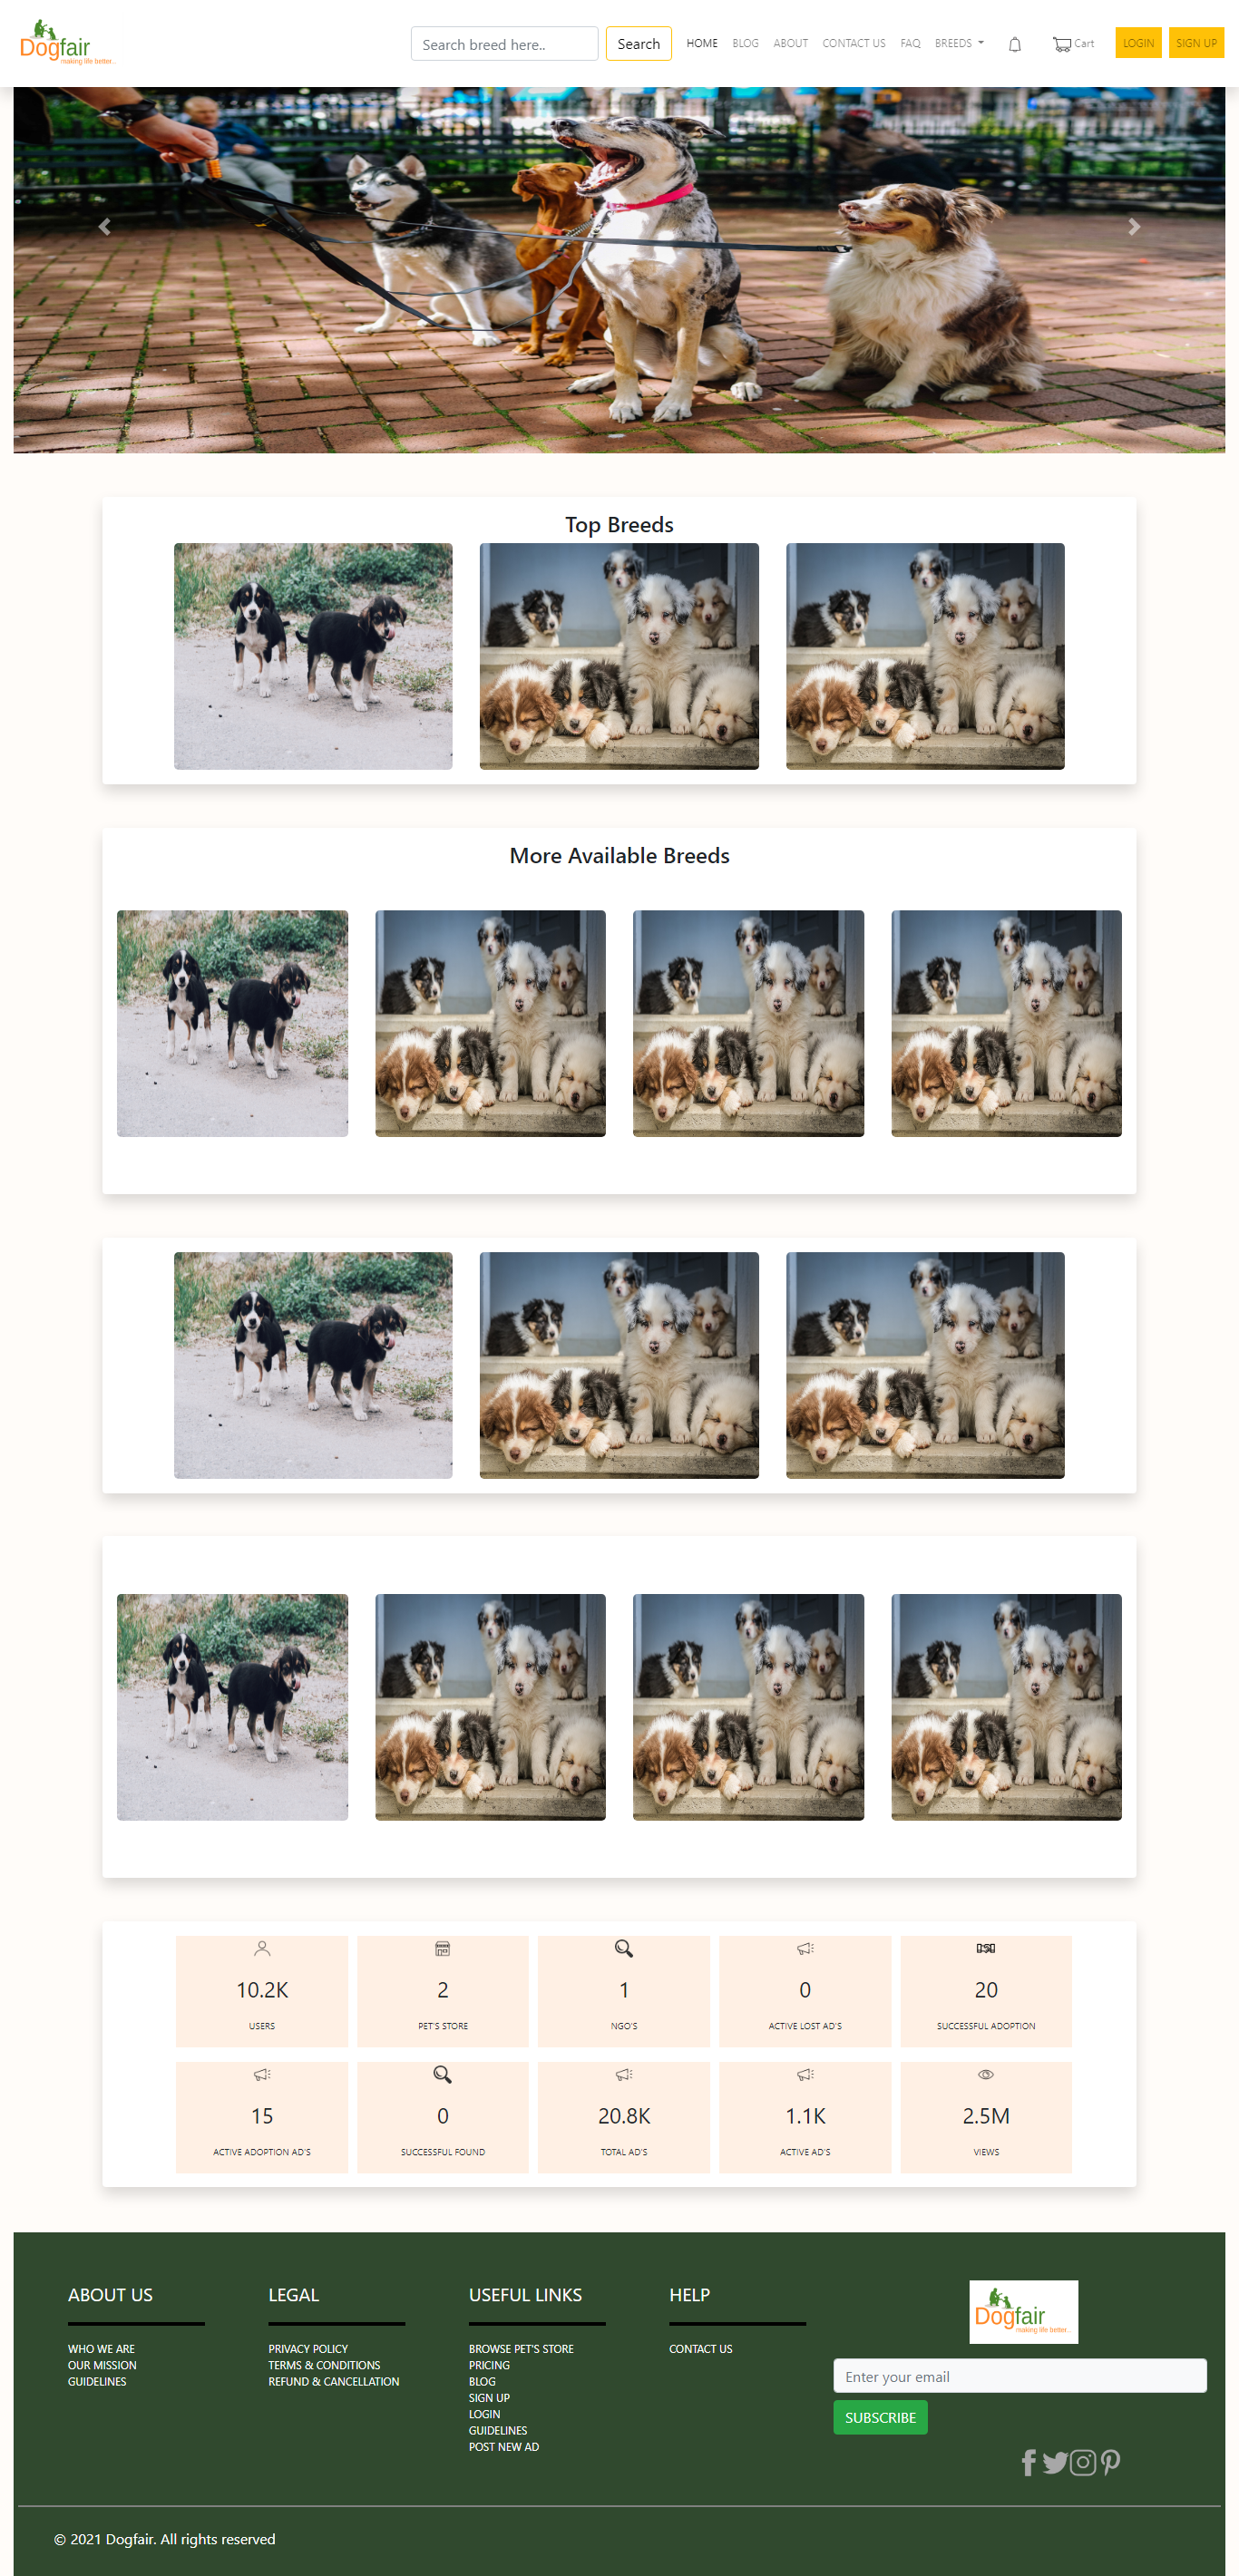 Dogfair
making life better...
Search breed here..
Search
HOME
BLOG
ABOUT
CONTACT US
FAQ
BREEDS
Cart
LOGIN
SIGN UP
Top Breeds
More Available Breeds
10.2K
USERS
2
PET'S STORE
1
NGO'S
0
ACTIVE LOST AD'S
20
SUCCESSFUL ADOPTION
15
ACTIVE ADOPTION AD'S
0
SUCCESSFUL FOUND
20.8K
TOTAL AD'S
1.1K
ACTIVE AD'S
2.5M
VIEWS
ABOUT US
WHO WE ARE
OUR MISSION
GUIDELINES
LEGAL
PRIVACY POLICY
TERMS & CONDITIONS
REFUND & CANCELLATION
USEFUL LINKS
BROWSE PET'S STORE
PRICING
BLOG
SIGN UP
LOGIN
GUIDELINES
POST NEW AD
HELP
CONTACT US
Dogfair
making life better...
Enter your email
SUBSCRIBE
© 2021 Dogfair. All rights reserved